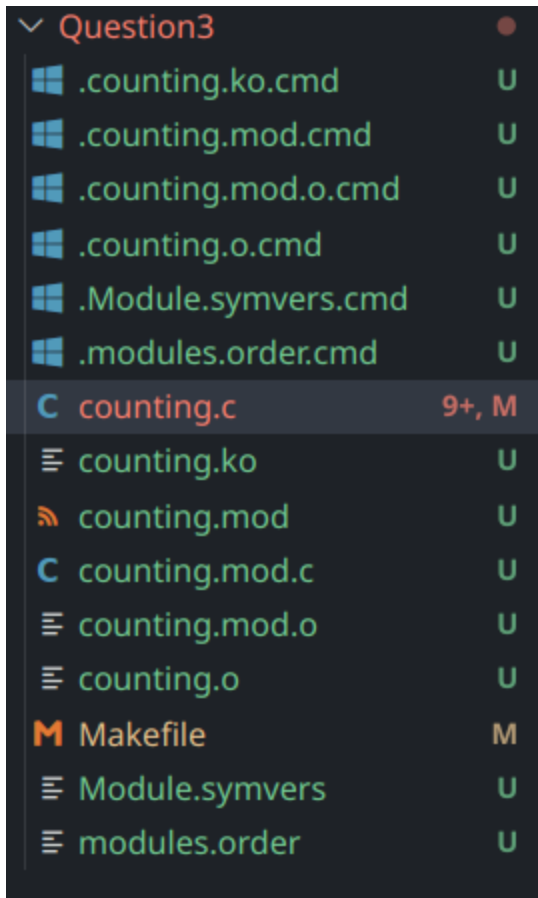 Question3
.counting.ko.cmd U
.counting.mod.cmd U
.counting.mod.o.cmd U
.counting.o.cmd U
.Module.symvers.cmd U
.modules.order.cmd U
C counting.c 9+, M
counting.ko U
counting.mod U
C counting.mod.c U
counting.mod.o U
counting.o U
M Makefile M
Module.symvers U
modules.order U